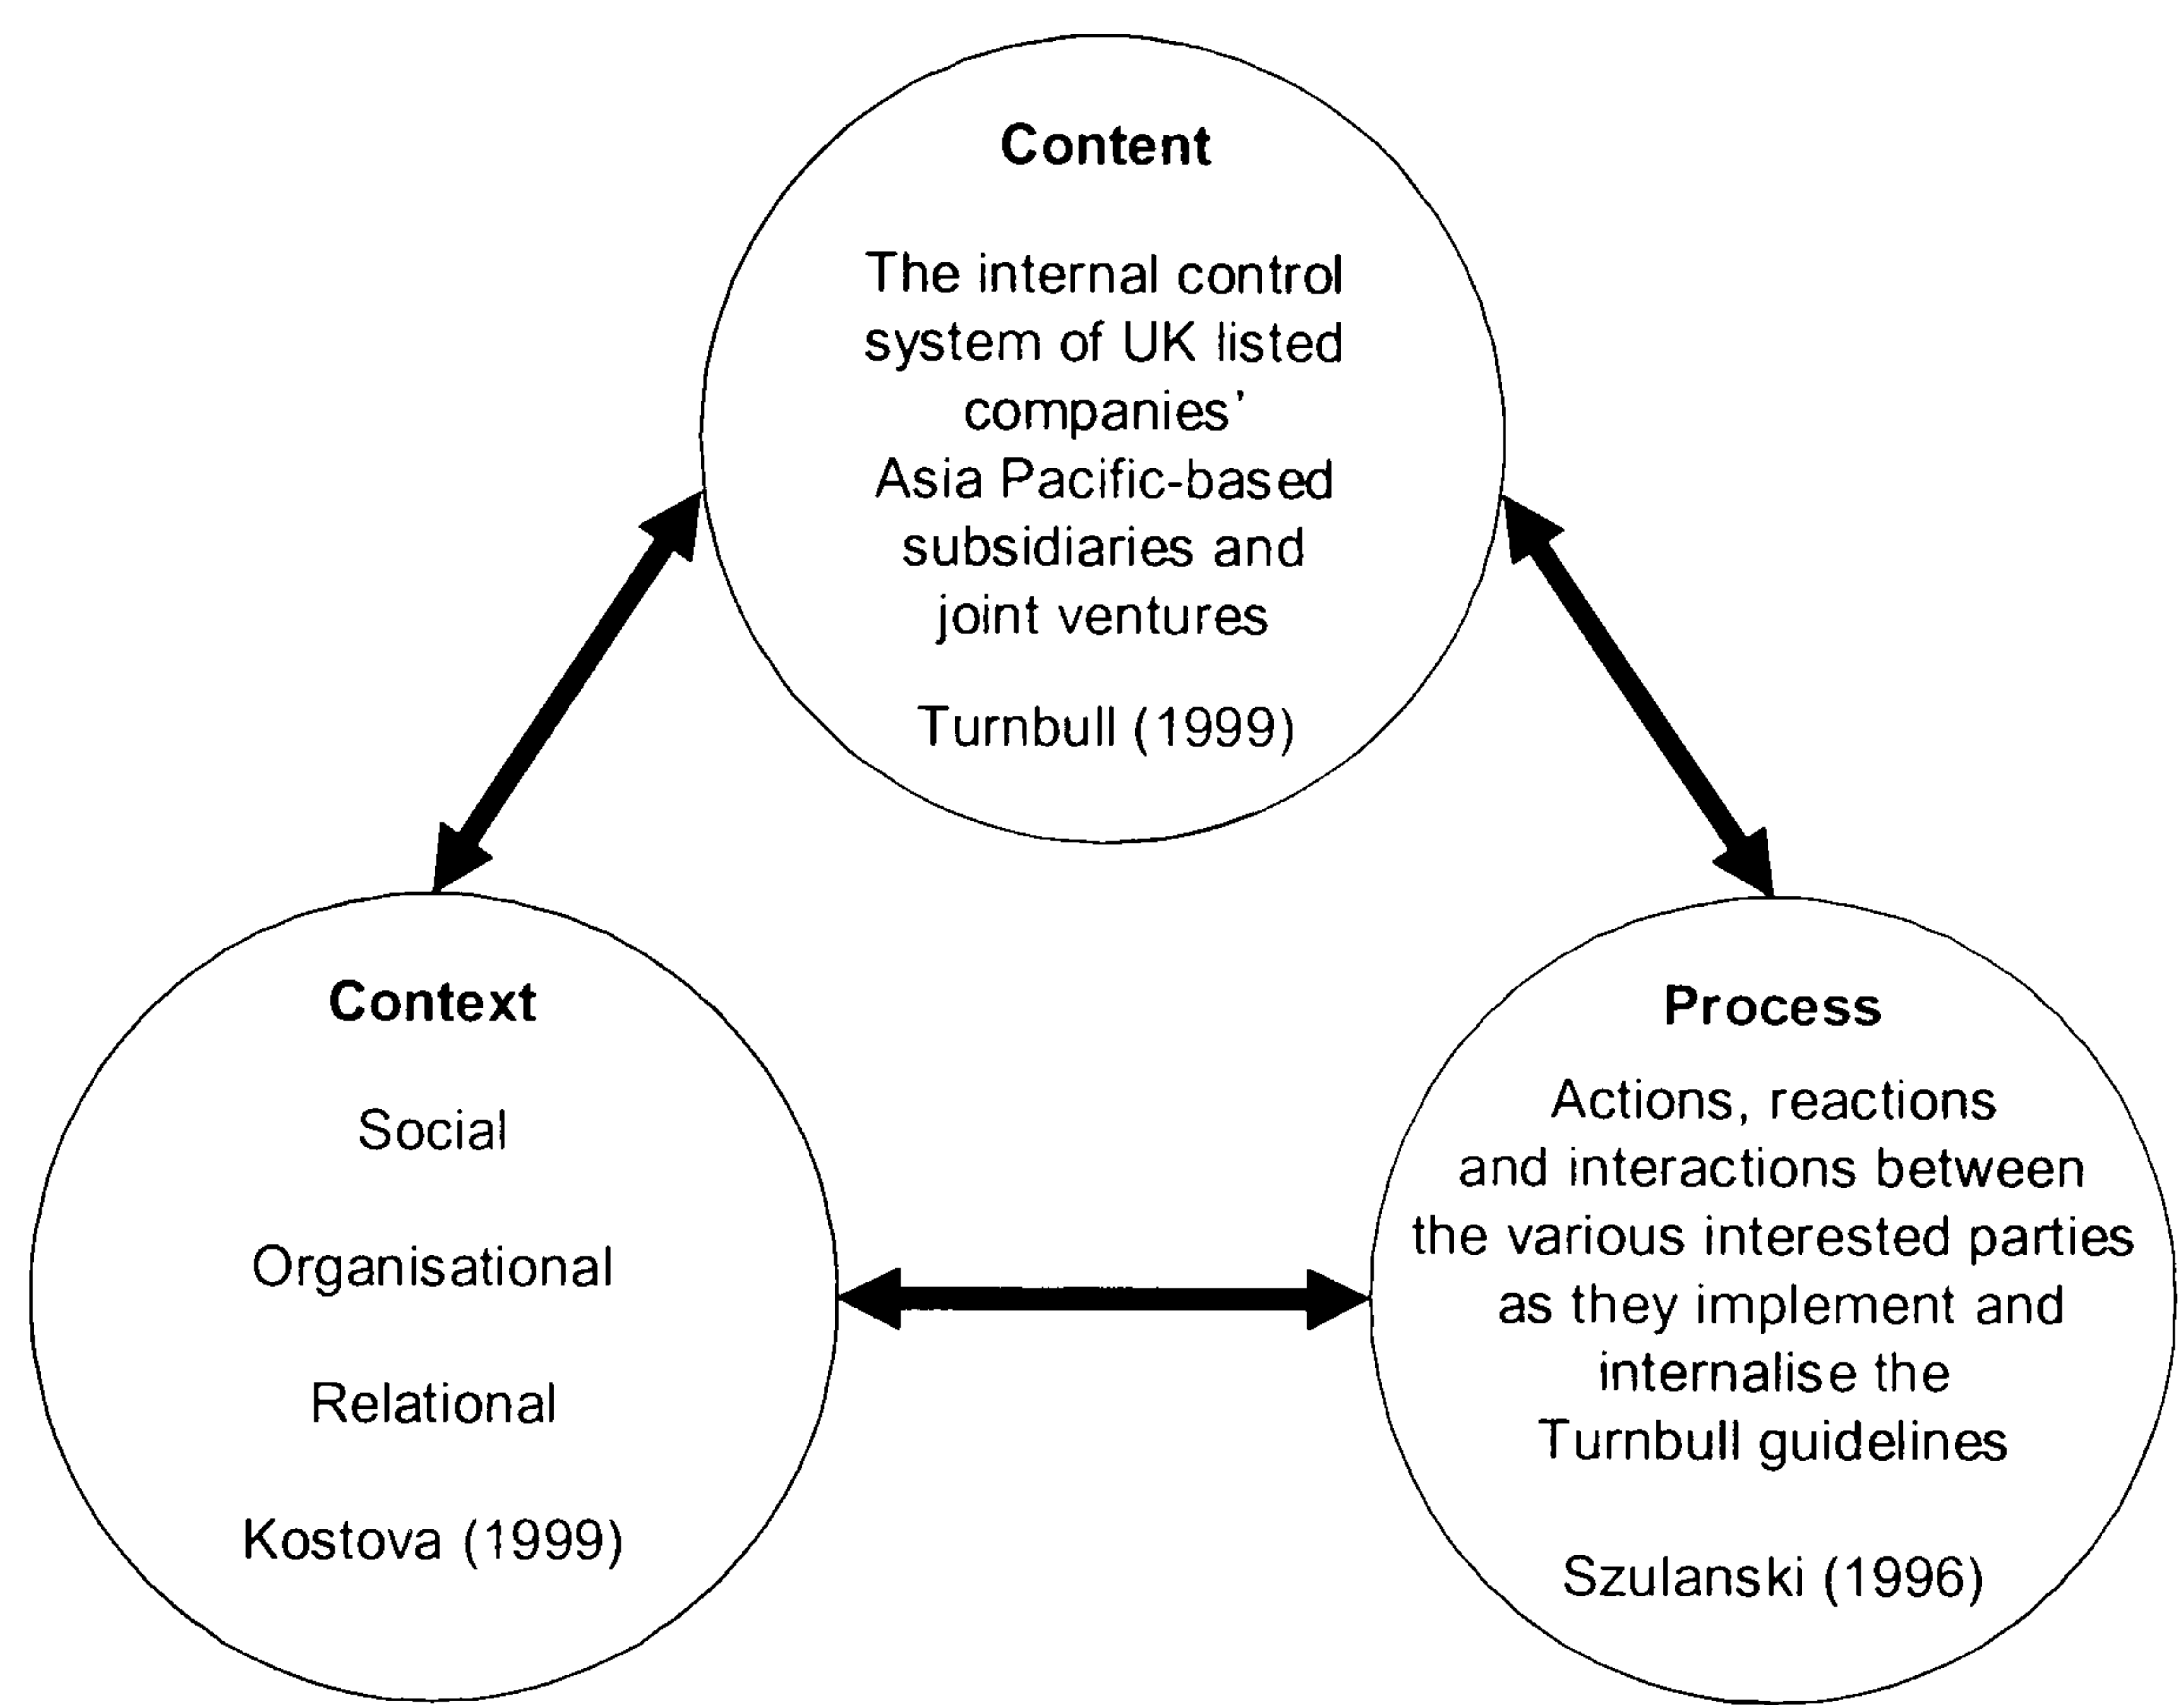 Content
The internal control
system of UK listed
companies'
Asia Pacific-based
subsidiaries and
joint ventures
Turnbull (1999)
Context
Social
Organisational
Relational
Kostova (1999)
Process
Actions, reactions
and interactions between
the various interested parties
as they implement and
internalise the
Turnbull guidelines
Szulanski (1996)